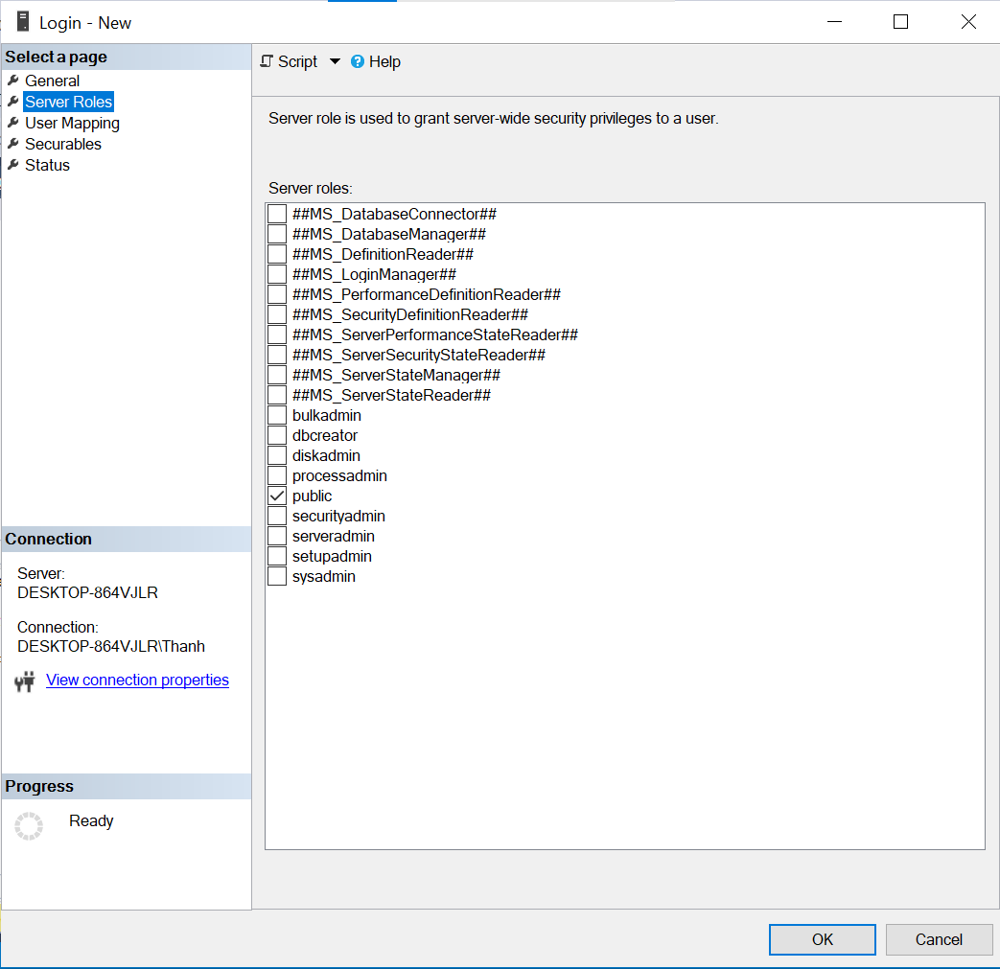 Login - New
Select a page
General
Server Roles
User Mapping
Securables
Status
Script
Help
Server role is used to grant server-wide security privileges to a user.
Server roles:
##MS_DatabaseConnector##
##MS_DatabaseManager##
##MS_DefinitionReader##
##MS_LoginManager##
##MS_PerformanceDefinitionReader##
##MS_SecurityDefinitionReader##
##MS_ServerPerformanceStateReader##
##MS_ServerSecurityStateReader##
##MS_ServerStateManager##
##MS_ServerStateReader##
bulkadmin
dbcreator
diskadmin
processadmin
public
securityadmin
serveradmin
setupadmin
sysadmin
Connection
Server:
DESKTOP-864VJLR
Connection:
DESKTOP-864VJLR\Thanh
View connection properties
Progress
Ready
OK
Cancel